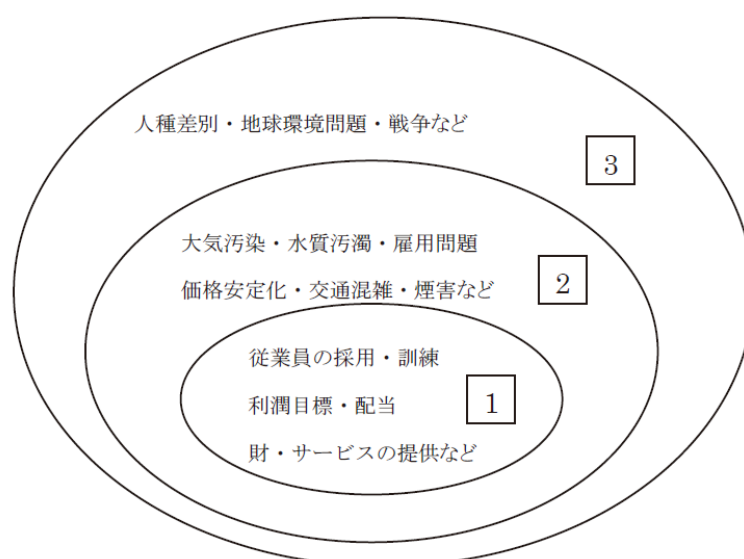 人種差別・地球環境問題・戦争など
3
大気汚染・水質汚濁・雇用問題
価格安定化・交通混雑・煙害など
2
従業員の採用・訓練
利潤目標・配当
1
財・サービスの提供など